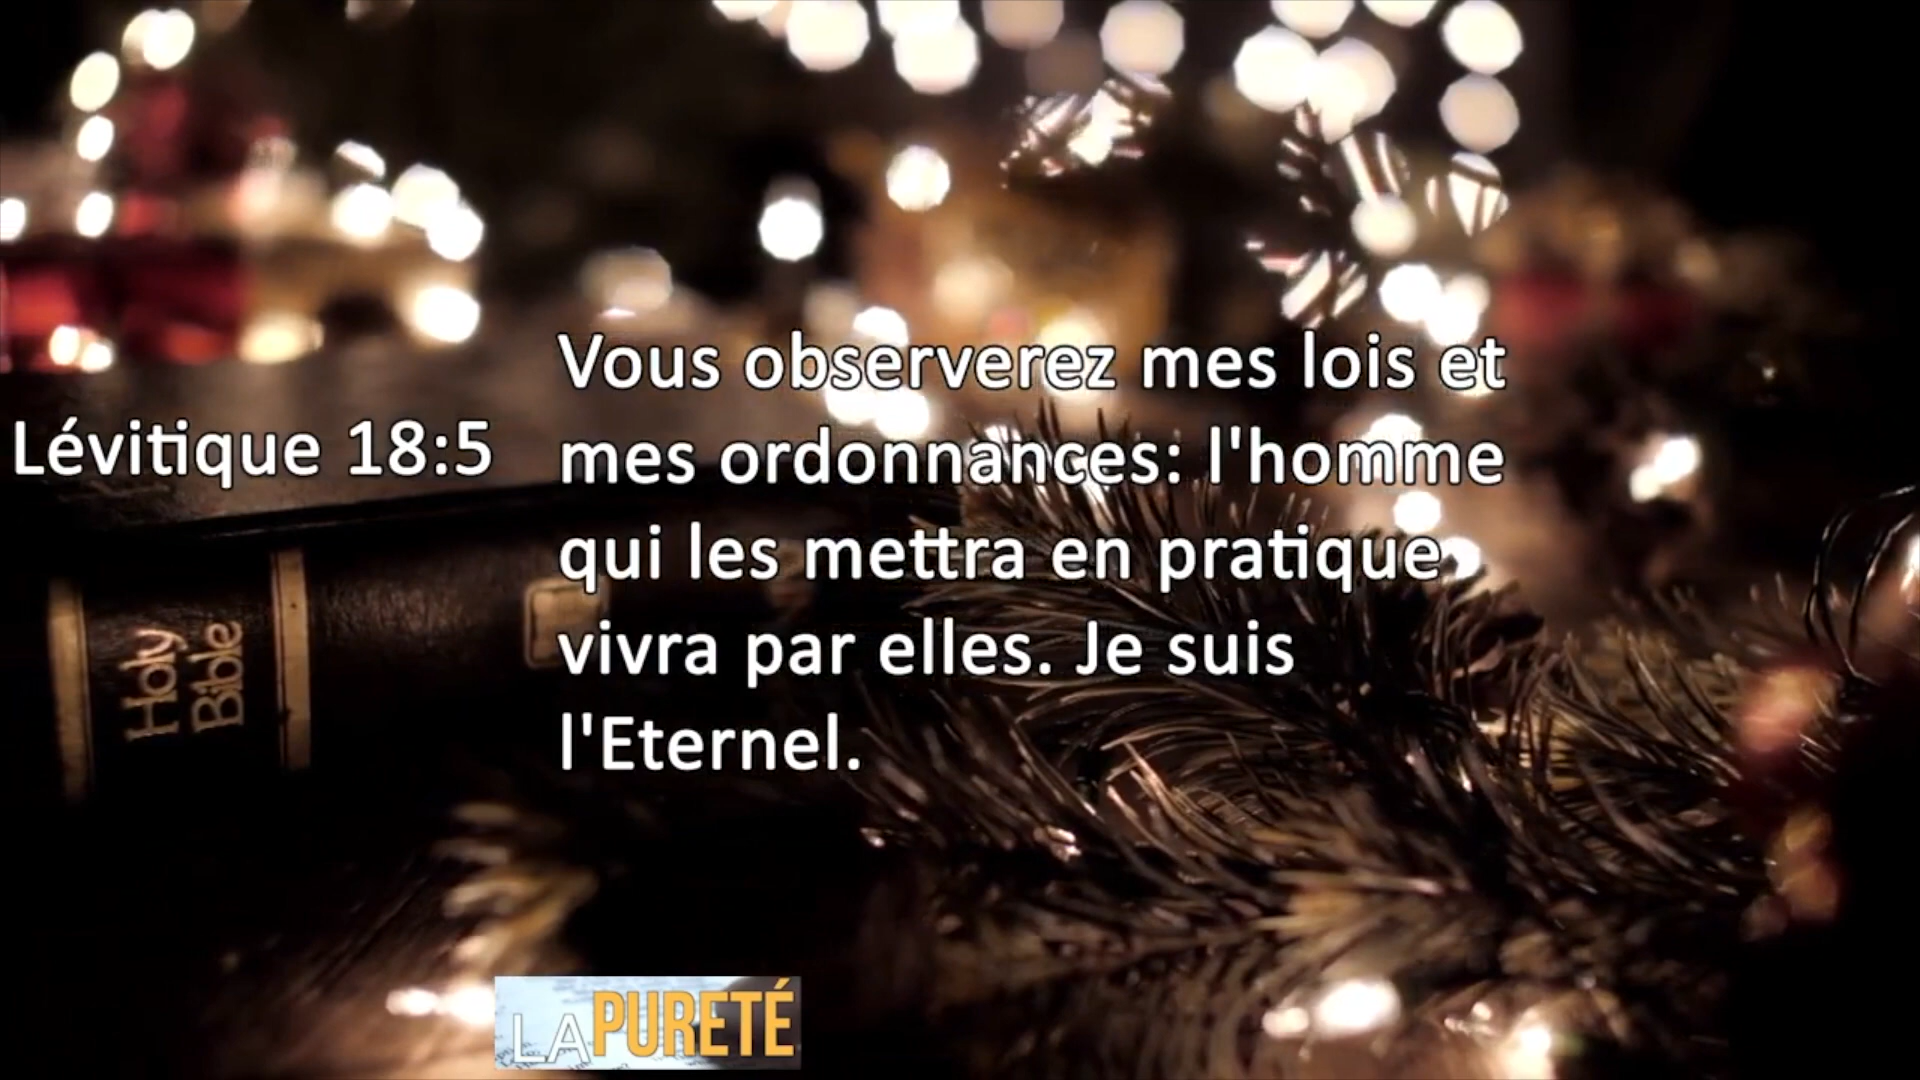 Lévitique 18:5
Vous observerez mes lois et
mes ordonnances: l'homme
qui les mettra en pratique
vivra par elles. Je suis
l'Eternel.
Holy
Bible
LA PURETÉ